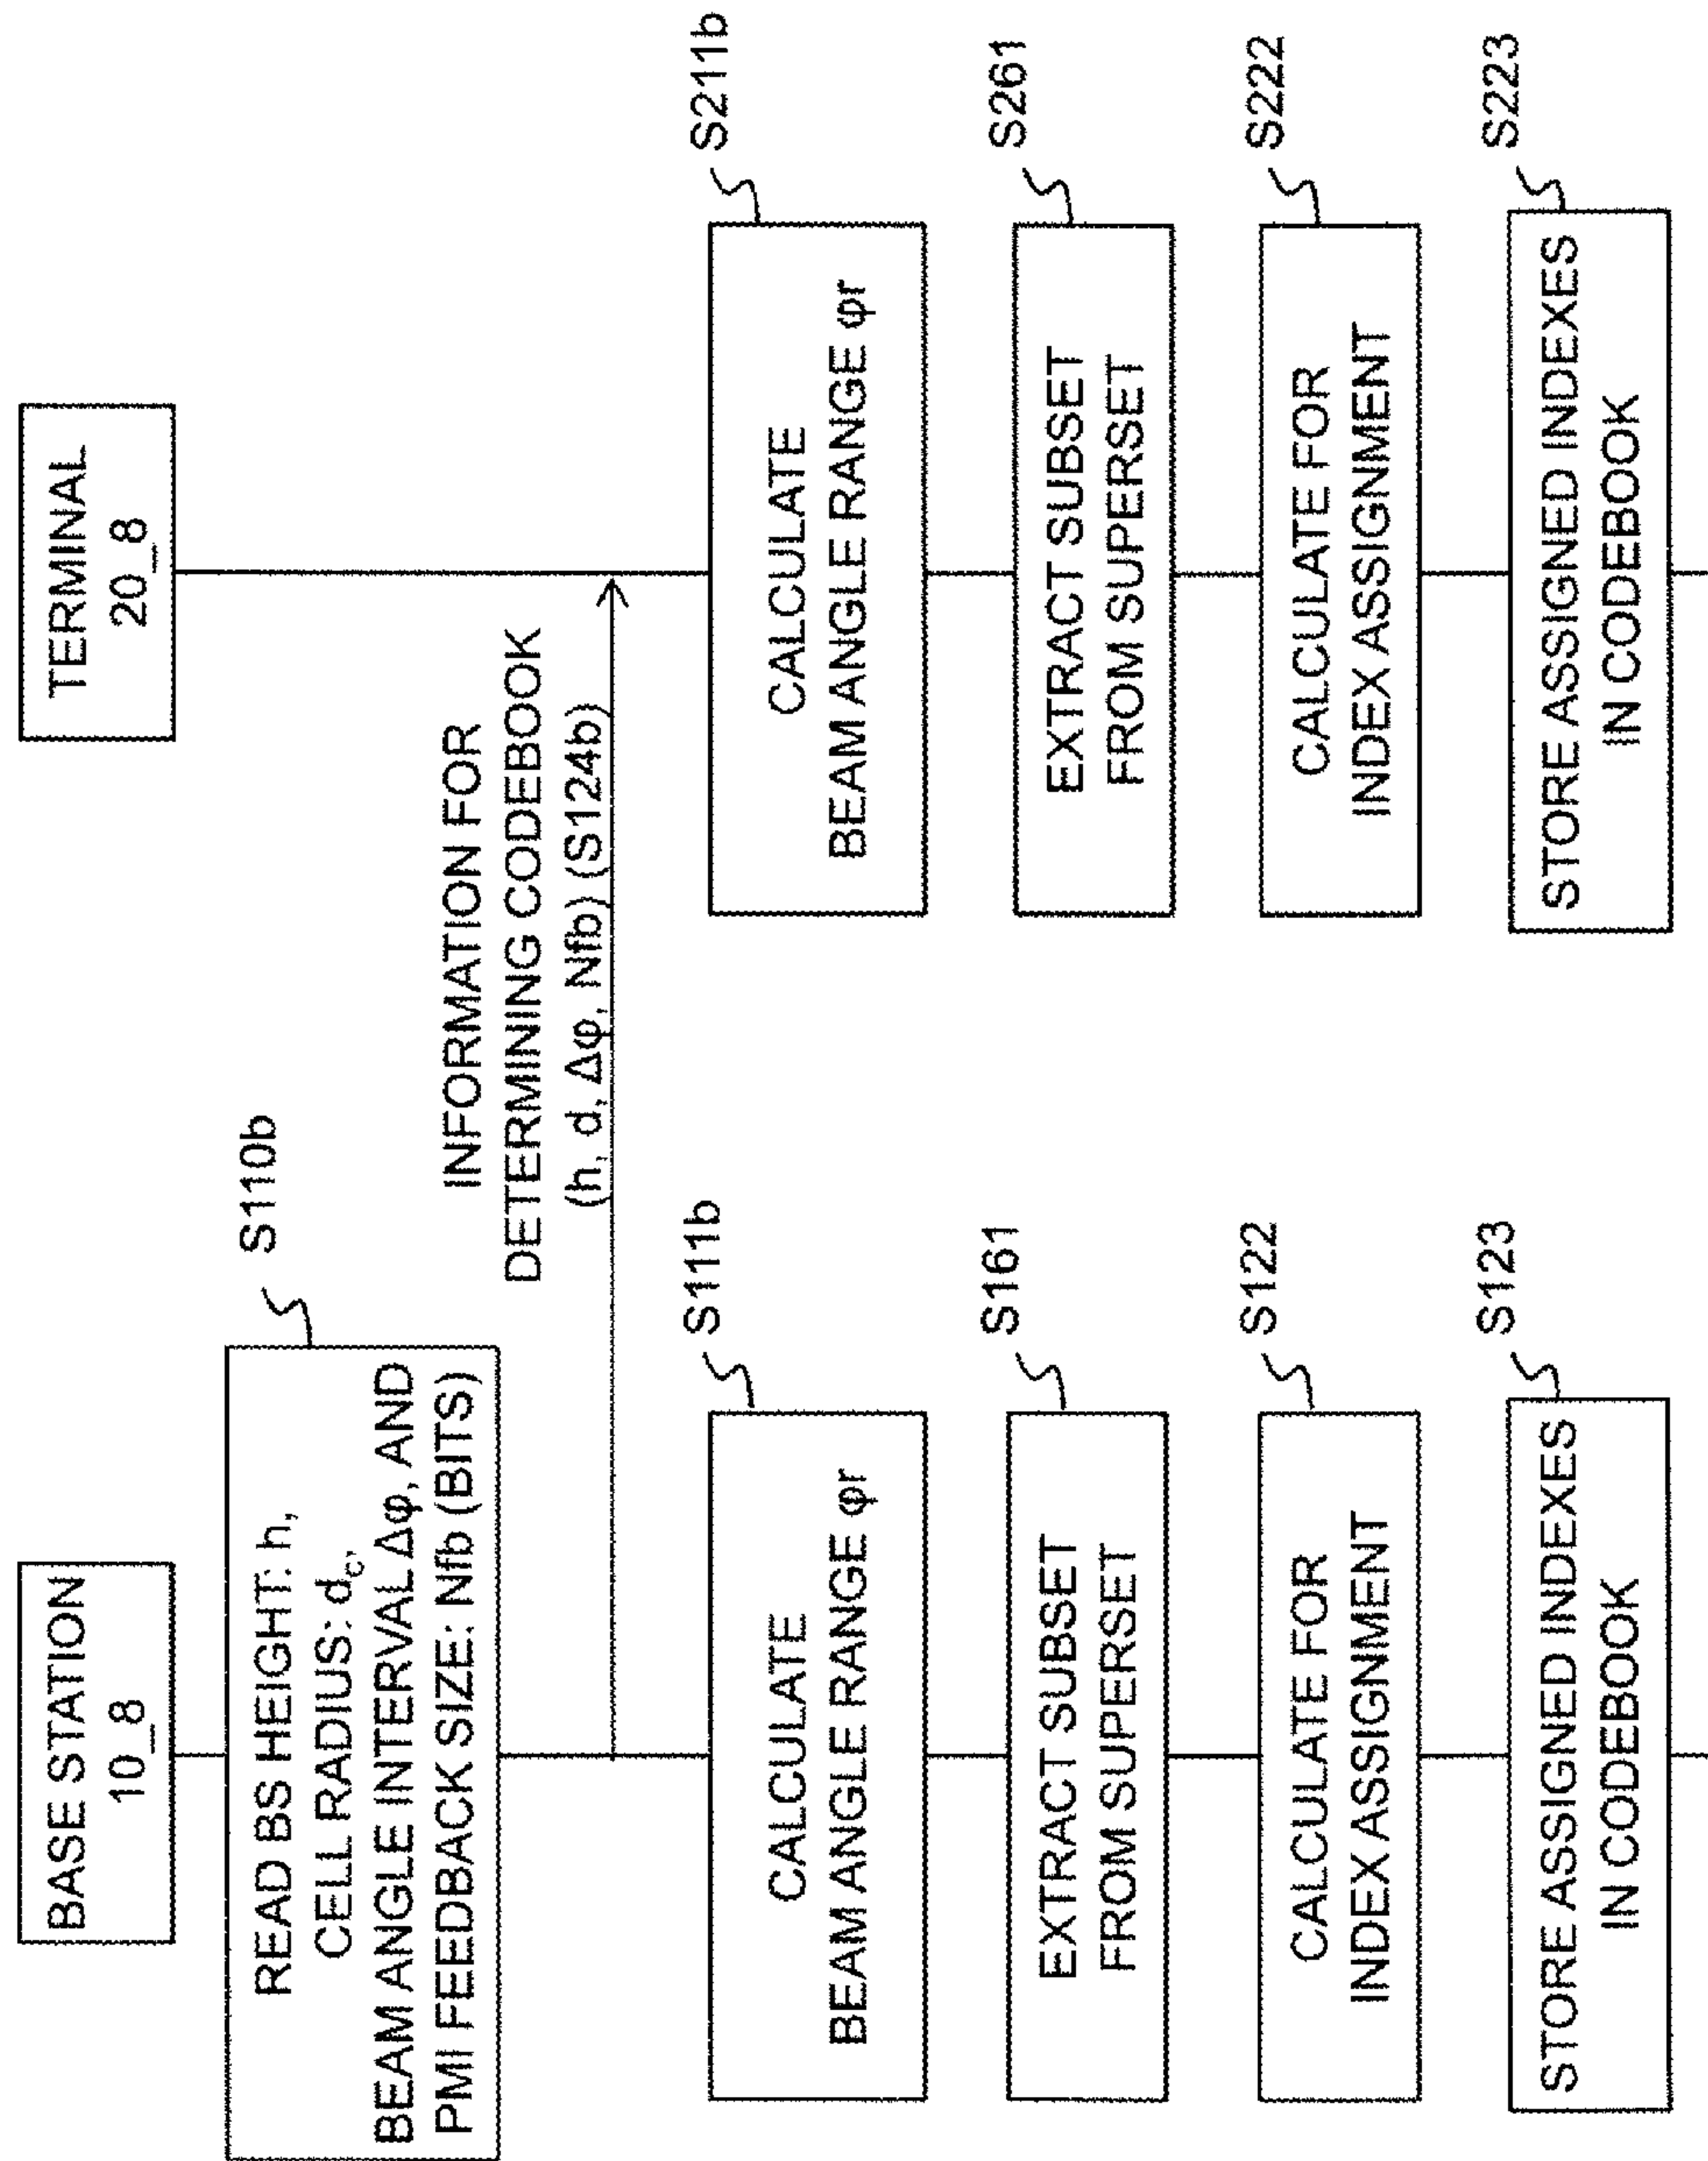 BASE STATION
10_8
TERMINAL
20_8
READ BS HEIGHT: h,
CELL RADIUS: dc,
BEAM ANGLE INTERVAL Δφ, AND
PMI FEEDBACK SIZE: Nfb (BITS)
S110b
INFORMATION FOR
DETERMINING CODEBOOK
(h, d, Δφ, Nfb) (S124b)
CALCULATE
BEAM ANGLE RANGE φr
S111b
CALCULATE
BEAM ANGLE RANGE φr
S211b
EXTRACT SUBSET
FROM SUPERSET
S161
EXTRACT SUBSET
FROM SUPERSET
S261
CALCULATE FOR
INDEX ASSIGNMENT
S122
CALCULATE FOR
INDEX ASSIGNMENT
S222
STORE ASSIGNED INDEXES
IN CODEBOOK
S123
STORE ASSIGNED INDEXES
IN CODEBOOK
S223